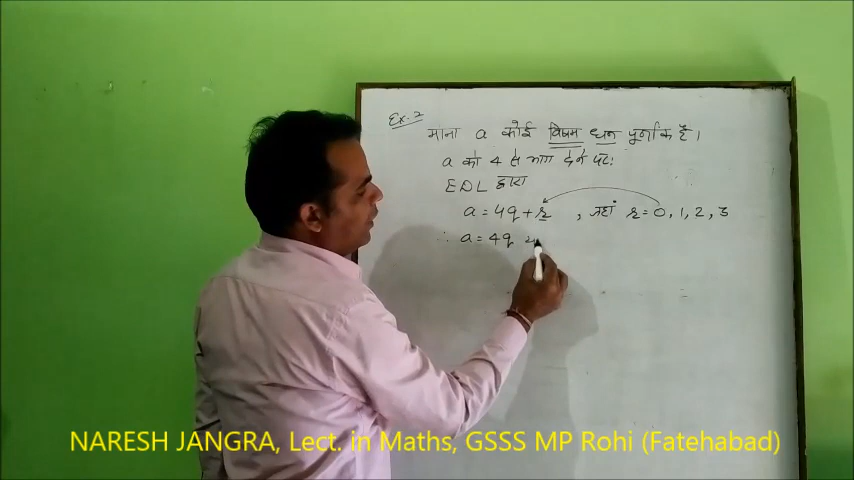 Ex-2
माना a कोई विषम धन पूर्णांक है।
a को 4 से भाग देने पर:
EDL द्वारा
a = 4q + r , जहाँ r = 0, 1, 2, 3
∴ a = 4q
NARESH JANGRA, Lect. in Maths, GSSS MP Rohi (Fatehabad)